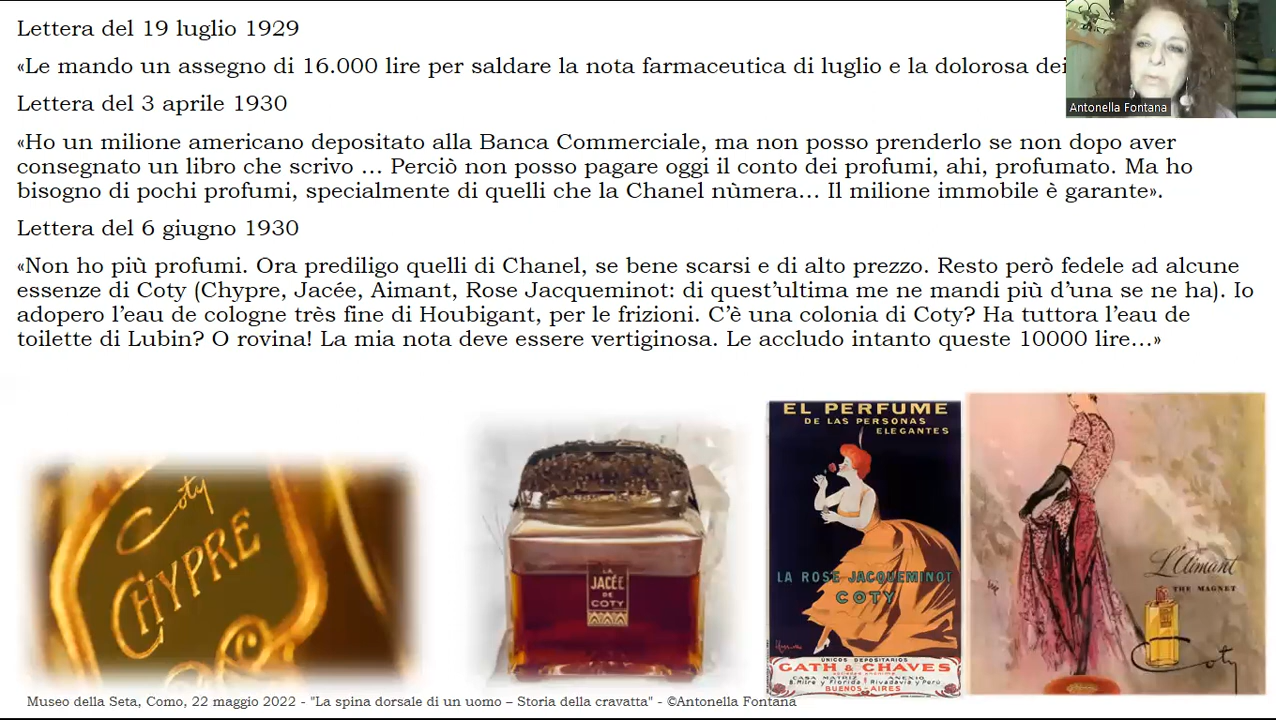 Lettera del 19 luglio 1929
«Le mando un assegno di 16.000 lire per saldare la nota farmaceutica di luglio e la dolorosa dei
Antonella Fontana
Lettera del 3 aprile 1930
«Ho un milione americano depositato alla Banca Commerciale, ma non posso prenderlo se non dopo aver
consegnato un libro che scrivo … Perciò non posso pagare oggi il conto dei profumi, ahi, profumato. Ma ho
bisogno di pochi profumi, specialmente di quelli che la Chanel nùmera… Il milione immobile è garante».
Lettera del 6 giugno 1930
«Non ho più profumi. Ora prediligo quelli di Chanel, se bene scarsi e di alto prezzo. Resto però fedele ad alcune
essenze di Coty (Chypre, Jacée, Aimant, Rose Jacqueminot: di quest’ultima me ne mandi più d’una se ne ha). Io
adopero l’eau de cologne très fine di Houbigant, per le frizioni. C’è una colonia di Coty? Ha tuttora l’eau de
toilette di Lubin? O rovina! La mia nota deve essere vertiginosa. Le accludo intanto queste 10000 lire…»
Coty
CHYPRE
LA
JACÉE
DE
COTY
EL PERFUME
DE LAS PERSONAS
ELEGANTES
LA ROSE JACQUEMINOT
COTY
UNICOS DEPOSITARIOS
GATH & CHAVES
CASA MATRIZ ANEXIO
B.Mitre y Florida Rivadavia y Perú
BUENOS-AIRES
L'Aimant
THE MAGNET
Coty
Museo della Seta, Como, 22 maggio 2022 - "La spina dorsale di un uomo – Storia della cravatta" - ©Antonella Fontana